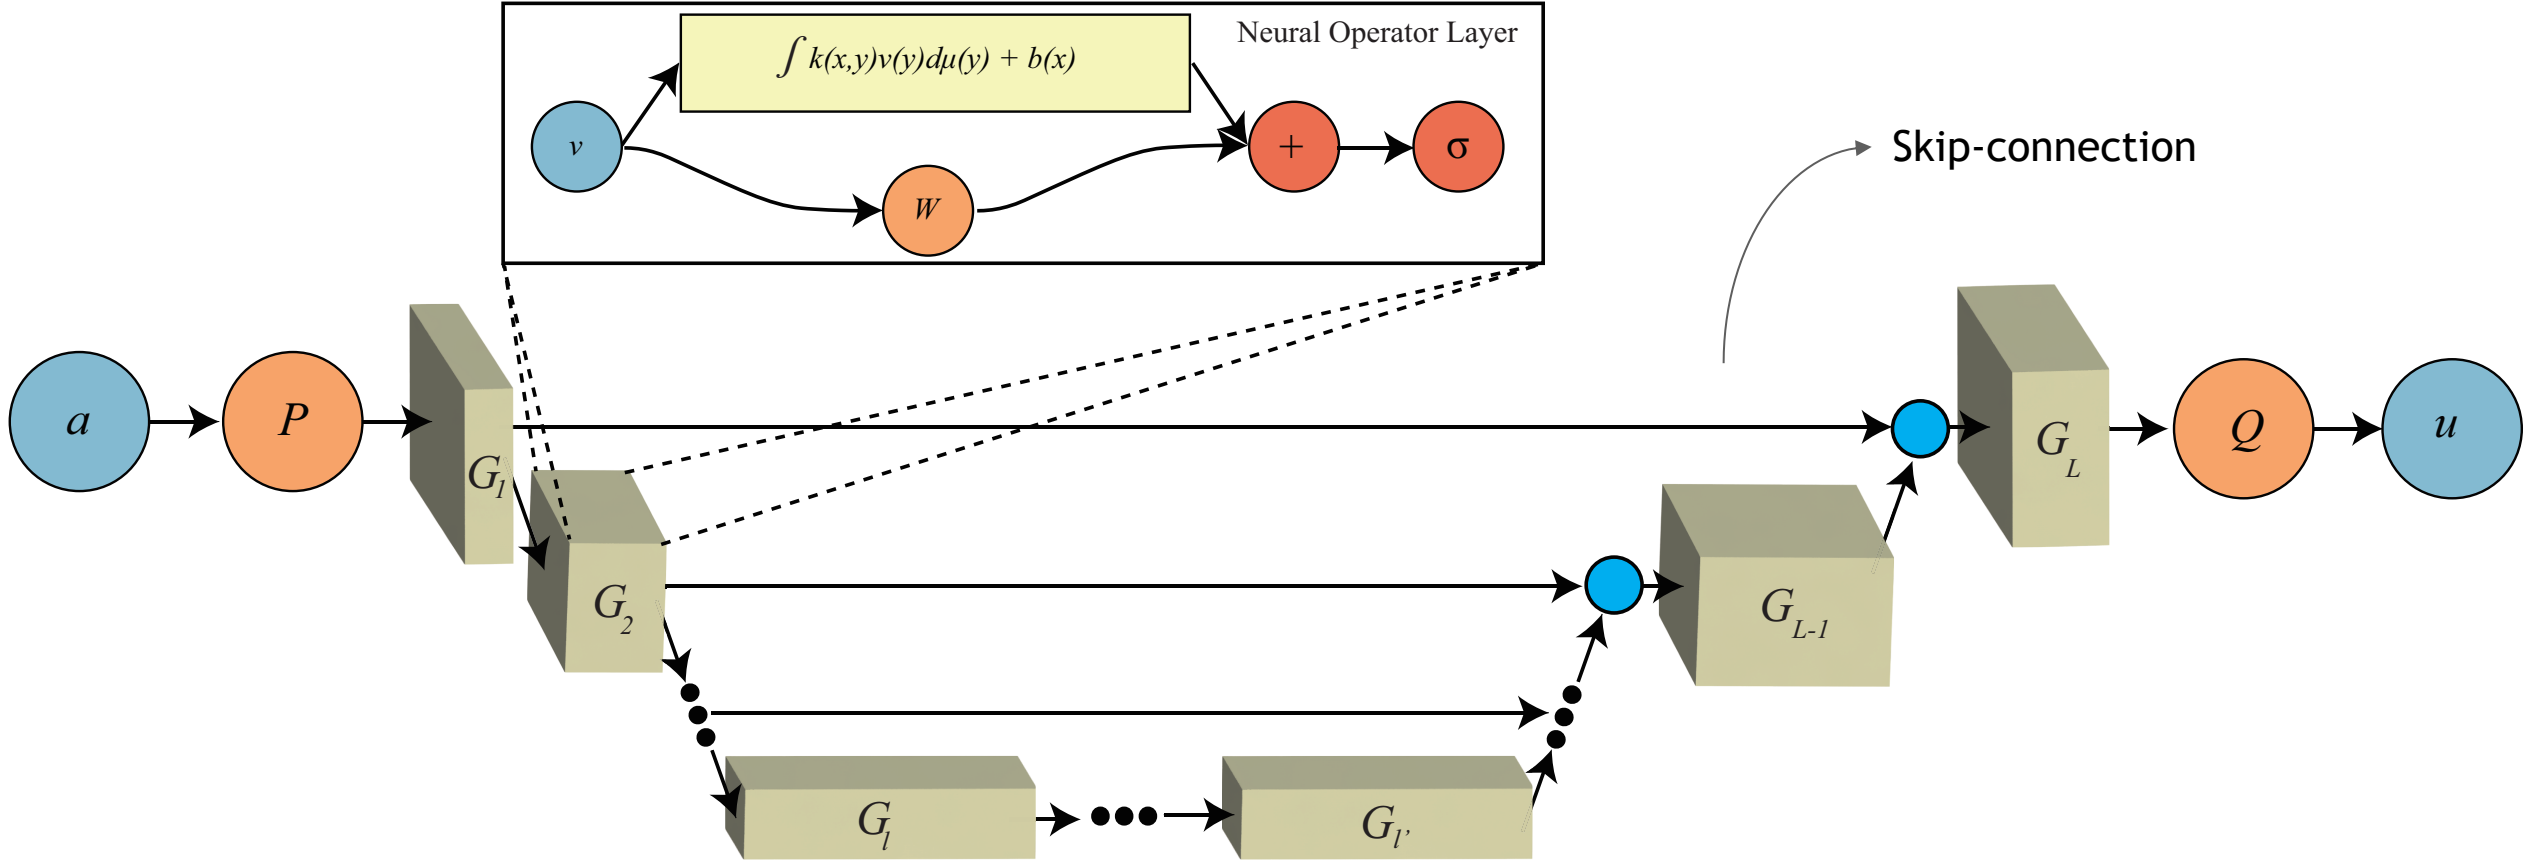 Neural Operator Layer
∫ k(x,y)v(y)dμ(y) + b(x)
v
+
σ
W
Skip-connection
a
P
G1
GL
Q
u
G2
GL-1
Gl
Gl’